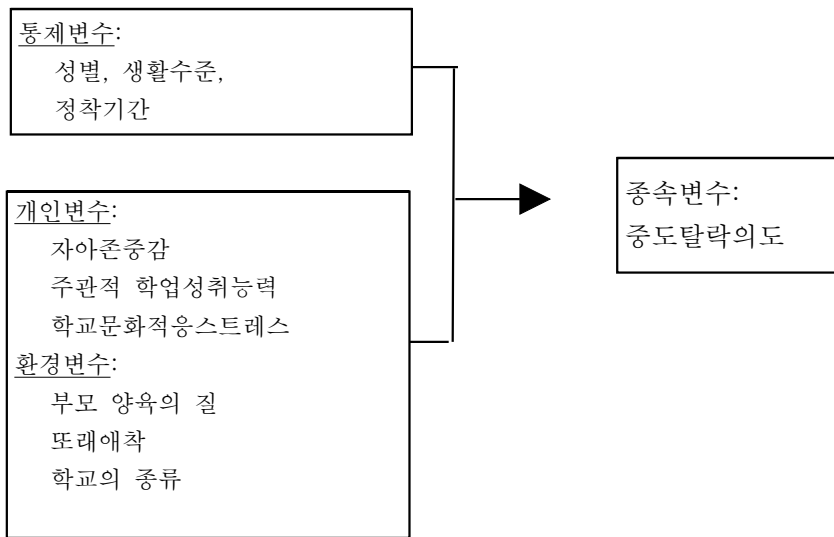 통제변수:
성별, 생활수준,
정착기간
개인변수:
자아존중감
주관적 학업성취능력
학교문화적응스트레스
환경변수:
부모 양육의 질
또래애착
학교의 종류
종속변수:
중도탈락의도